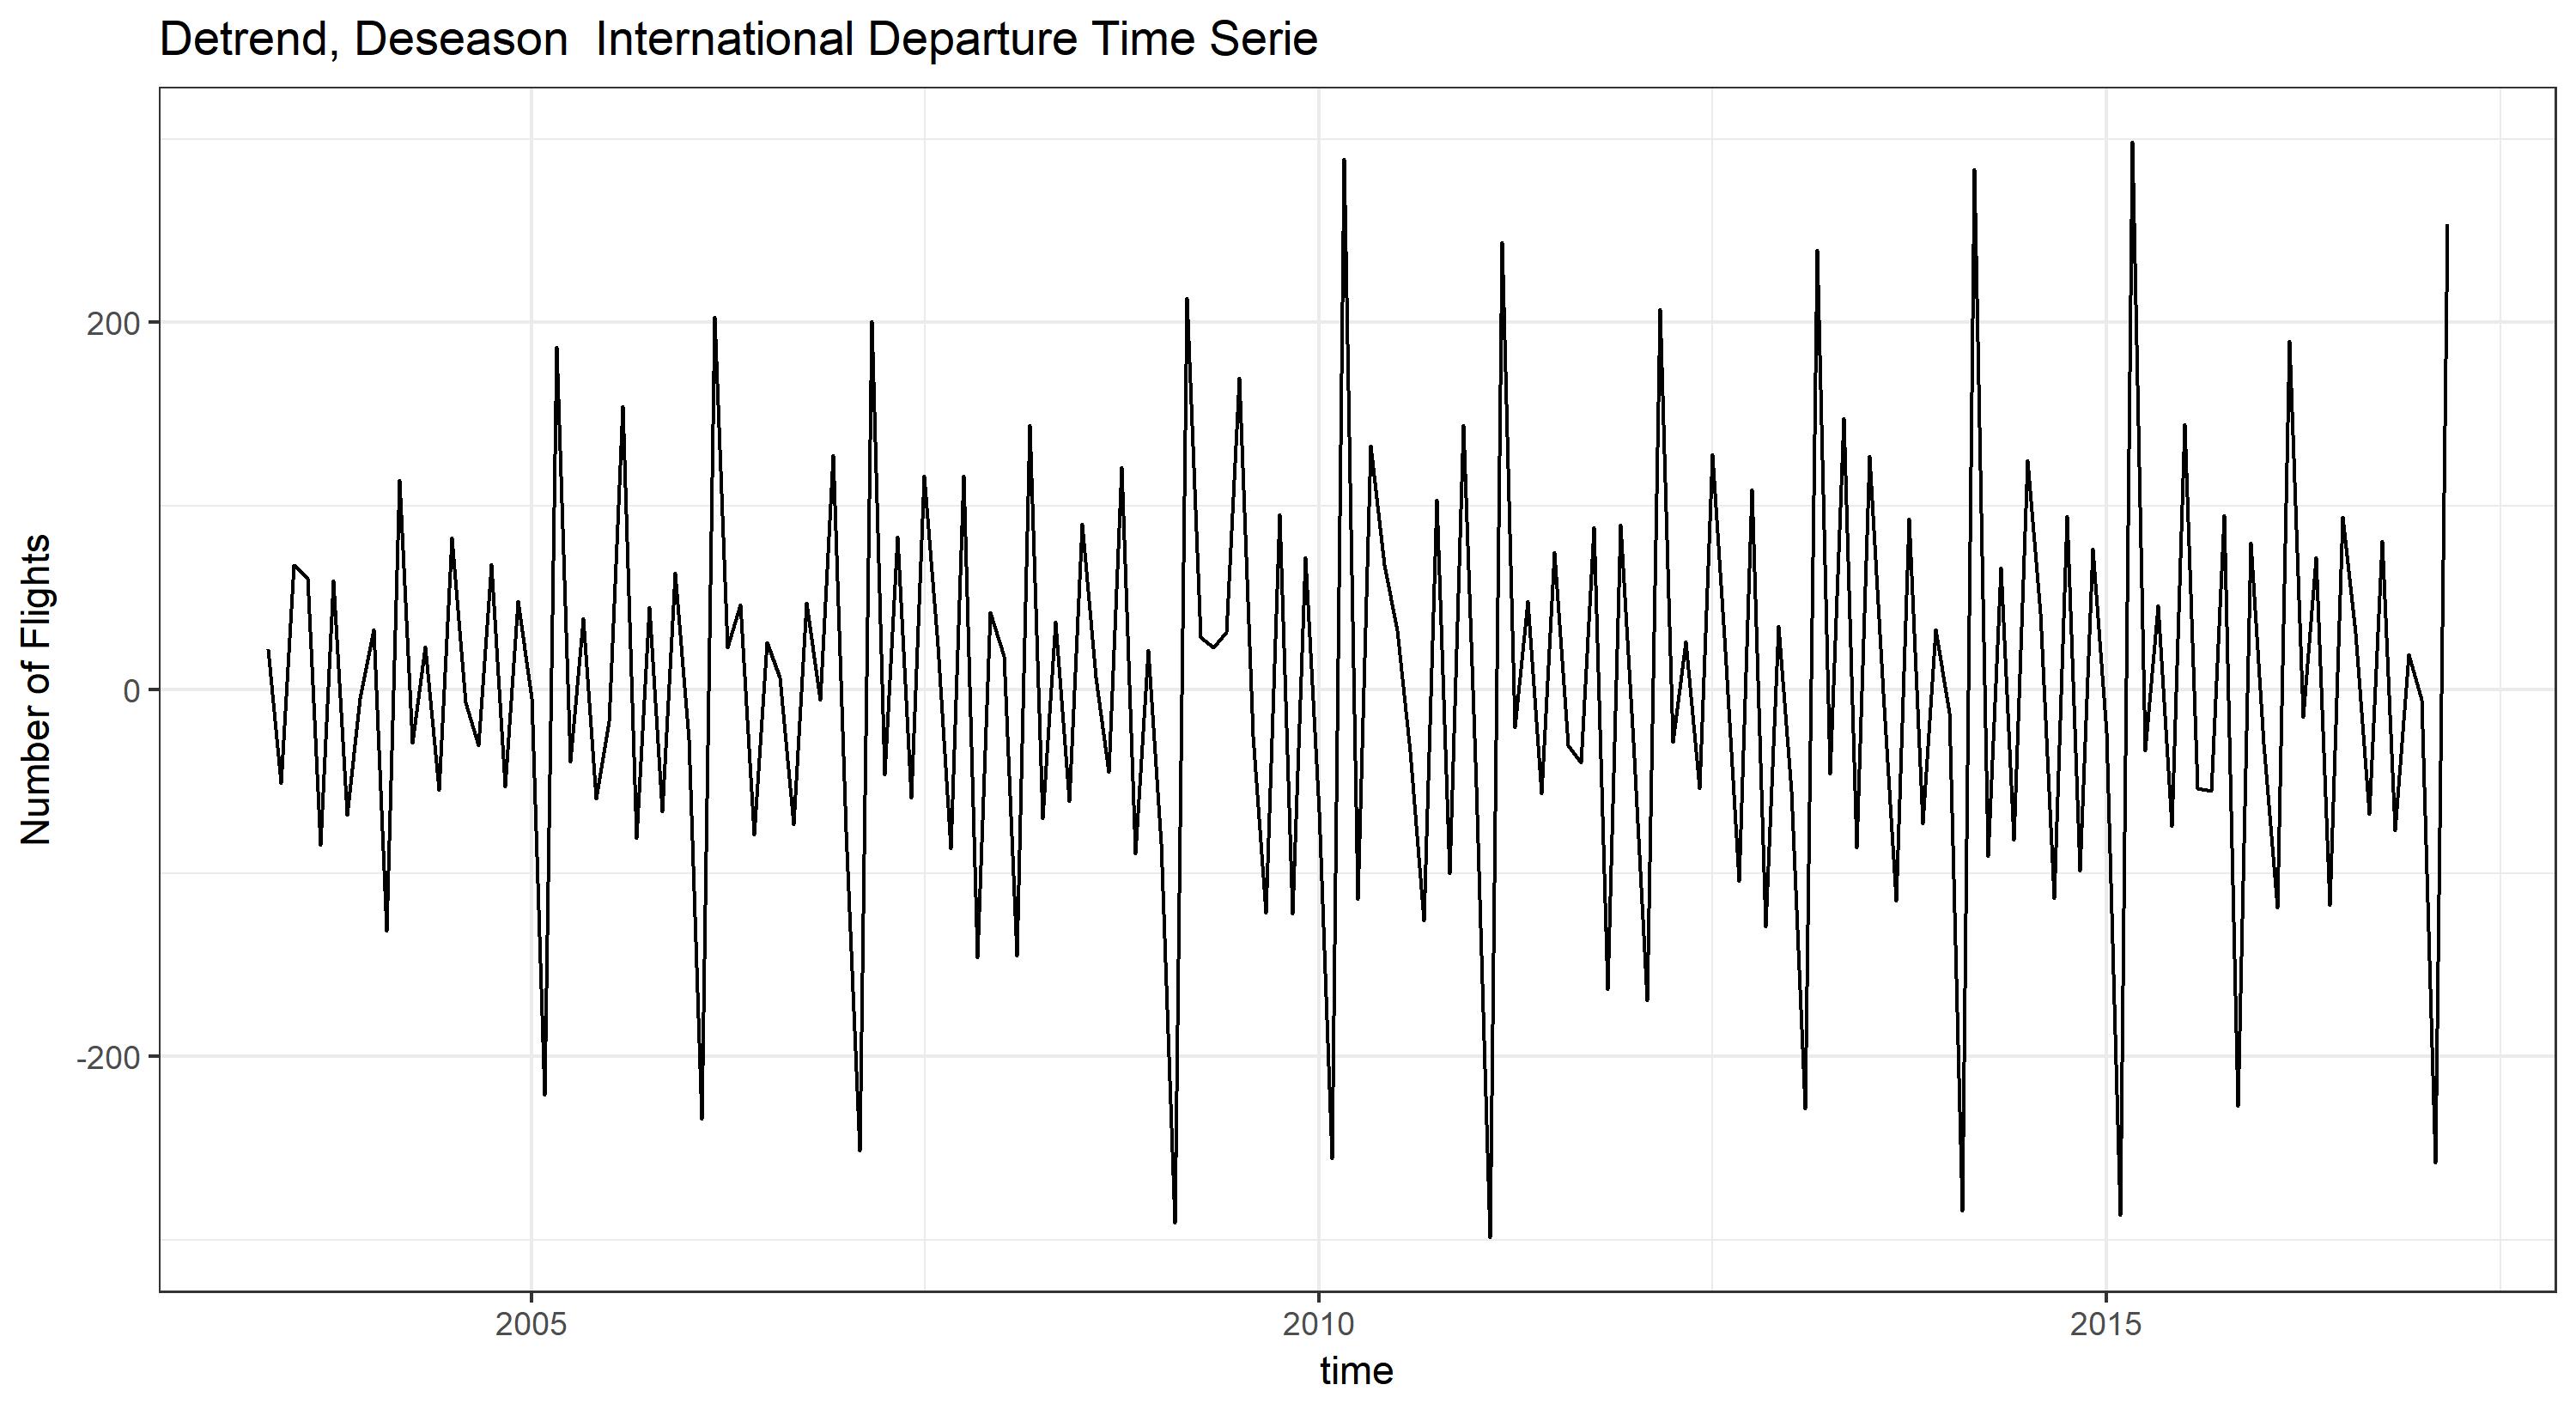 Detrend, Deseason  International Departure Time Serie
Number of Flights
200
0
-200
2005
2010
2015
time